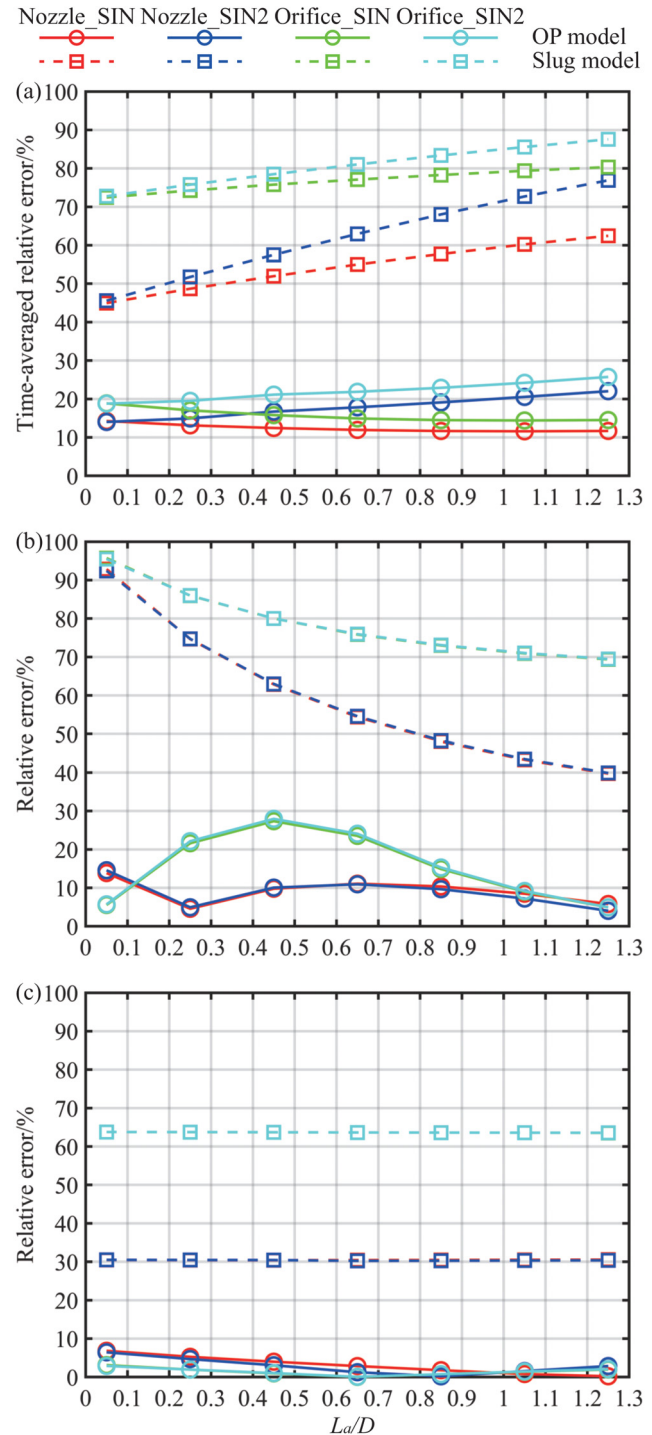 Nozzle_SIN Nozzle_SIN2 Orifice_SIN Orifice_SIN2
OP model
Slug model
(a)
100
90
80
70
60
50
40
30
20
10
0
Time-averaged relative error/%
0 0.1 0.2 0.3 0.4 0.5 0.6 0.7 0.8 0.9 1 1.1 1.2 1.3
(b)
100
90
80
70
60
50
40
30
20
10
0
Relative error/%
0 0.1 0.2 0.3 0.4 0.5 0.6 0.7 0.8 0.9 1 1.1 1.2 1.3
(c)
100
90
80
70
60
50
40
30
20
10
0
Relative error/%
0 0.1 0.2 0.3 0.4 0.5 0.6 0.7 0.8 0.9 1 1.1 1.2 1.3
La/D